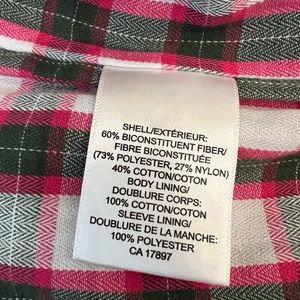 SHELL/EXTÉRIEUR:
60% BICONSTITUENT FIBER/
FIBRE BICONSTITUÉE
(73% POLYESTER, 27% NYLON)
40% COTTON/COTON
BODY LINING/
DOUBLURE CORPS:
100% COTTON/COTON
SLEEVE LINING/
DOUBLURE DE LA MANCHE:
100% POLYESTER
CA 17897